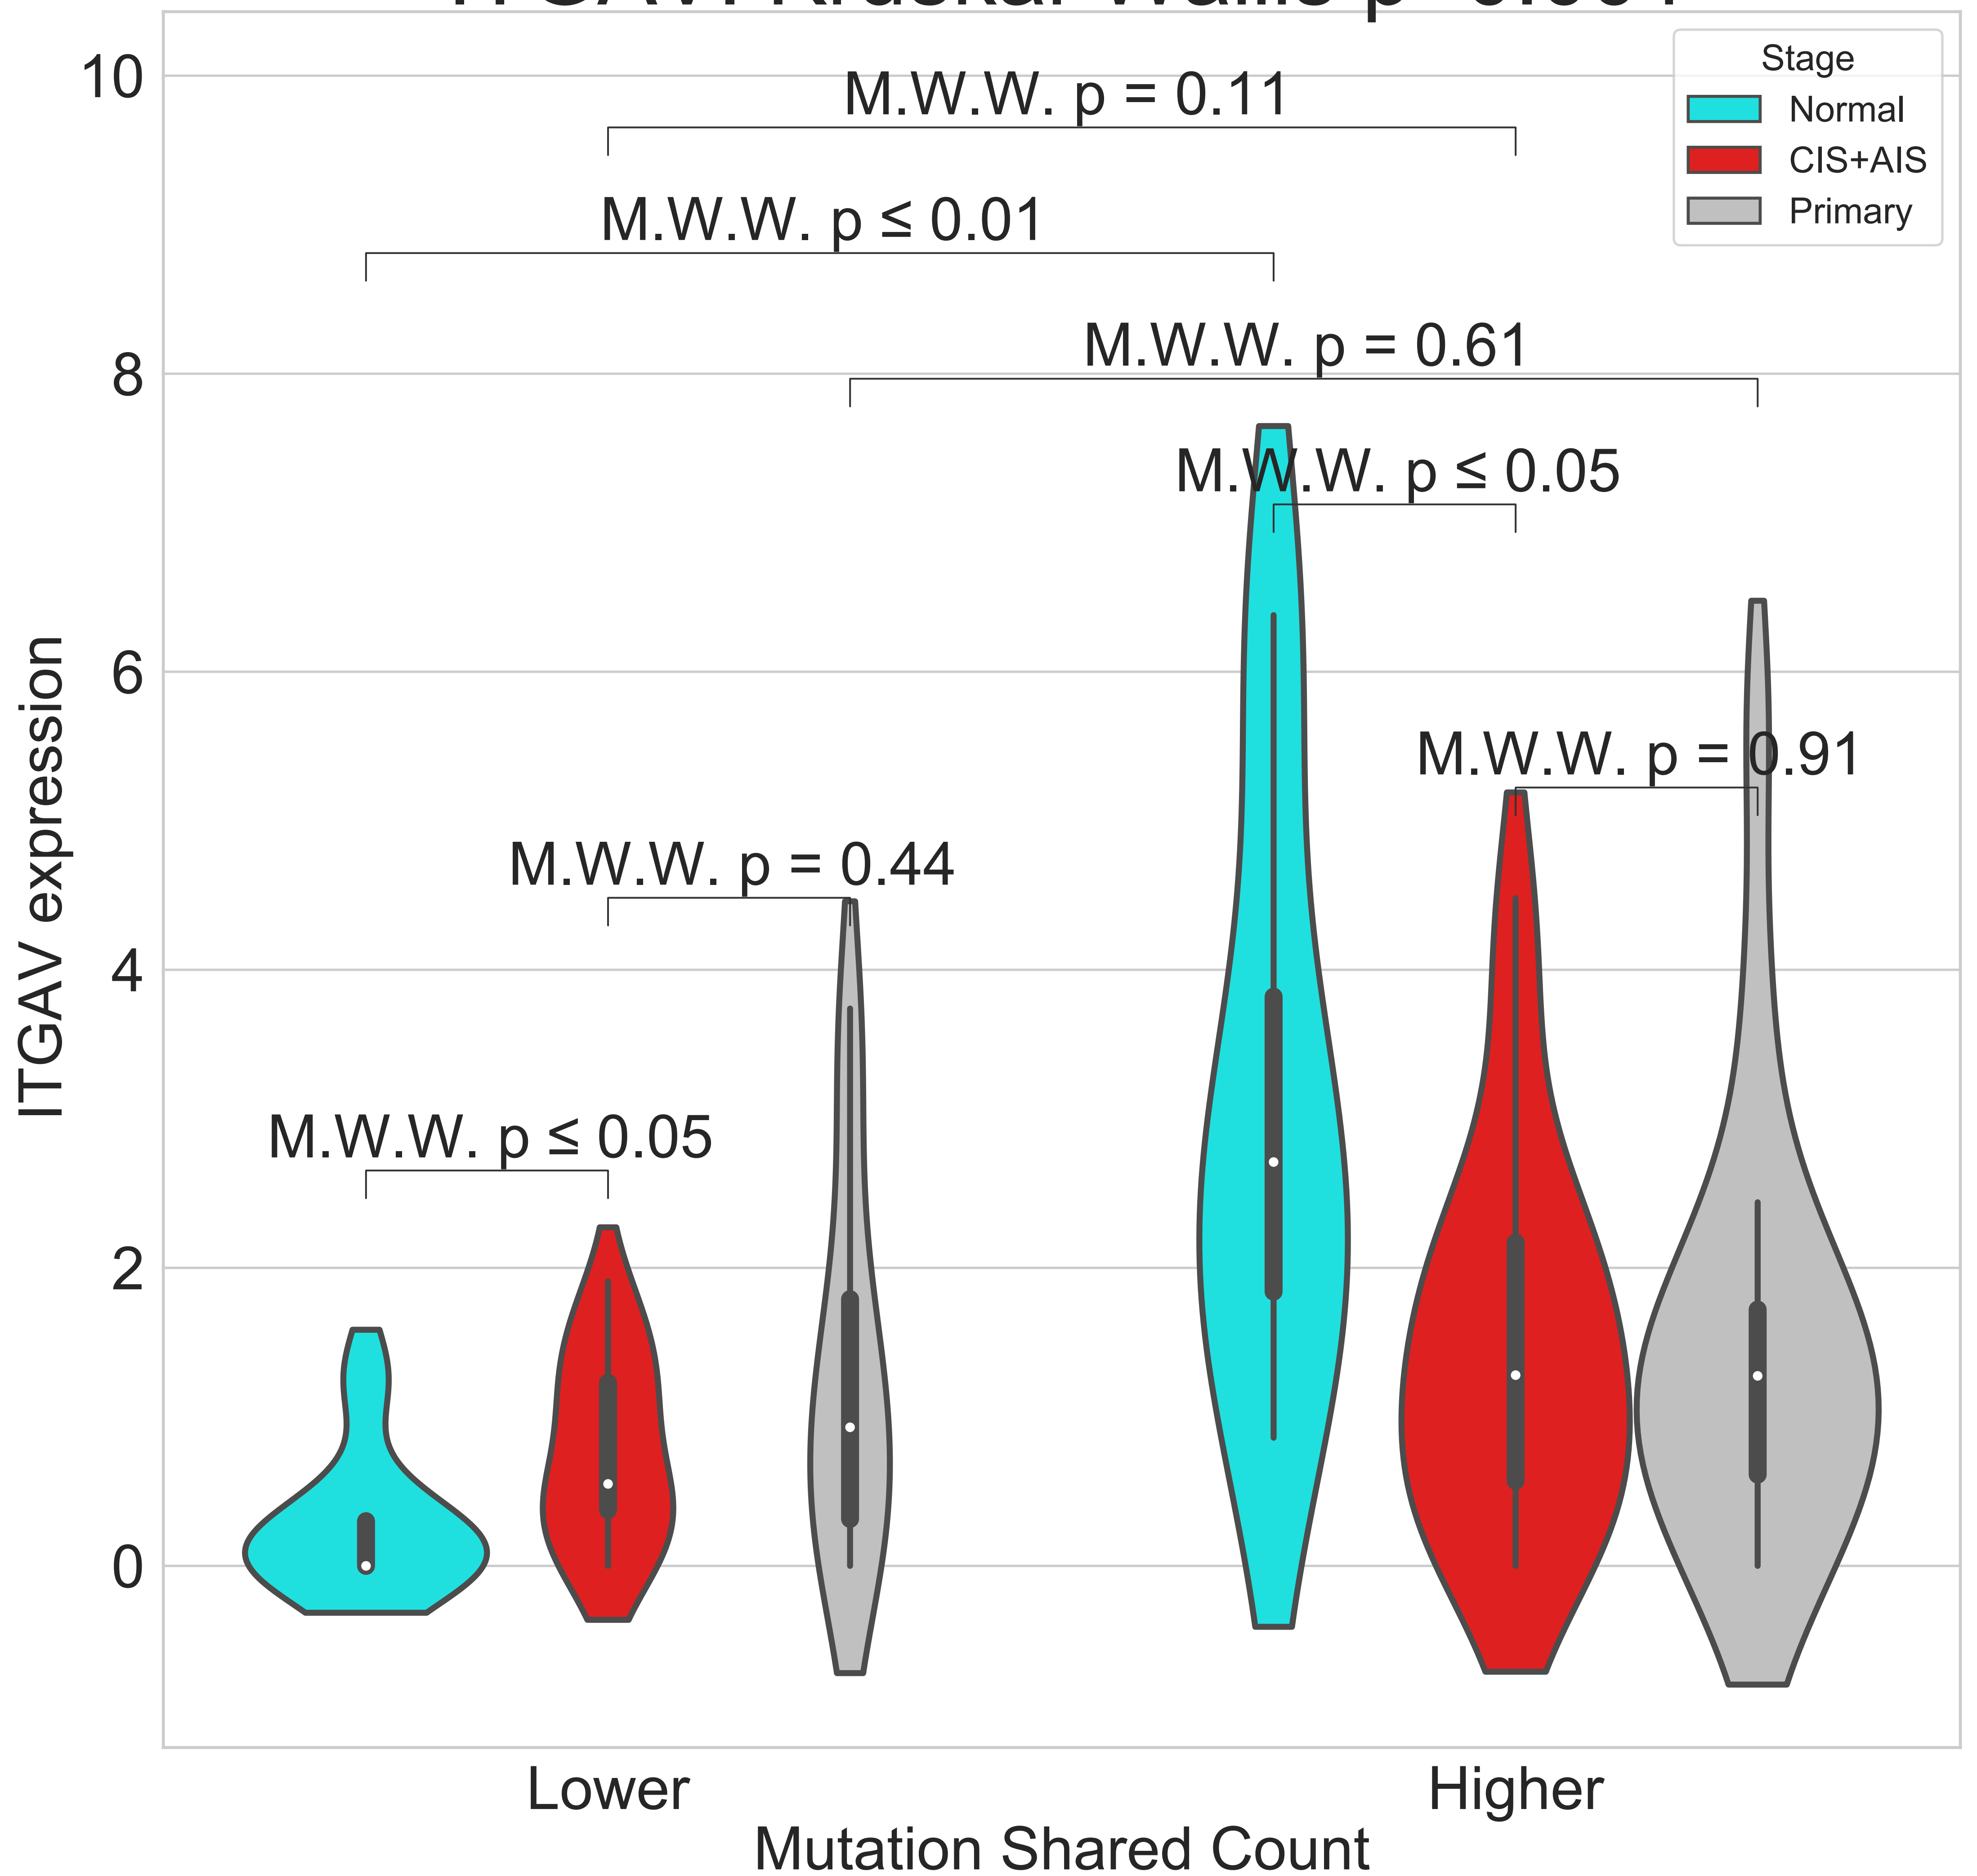 10
8
6
4
2
0
ITGAV expression
M.W.W. p = 0.11
M.W.W. p ≤ 0.01
M.W.W. p = 0.61
M.W.W. p ≤ 0.05
M.W.W. p = 0.91
M.W.W. p = 0.44
M.W.W. p ≤ 0.05
Stage
Normal
CIS+AIS
Primary
Lower
Higher
Mutation Shared Count